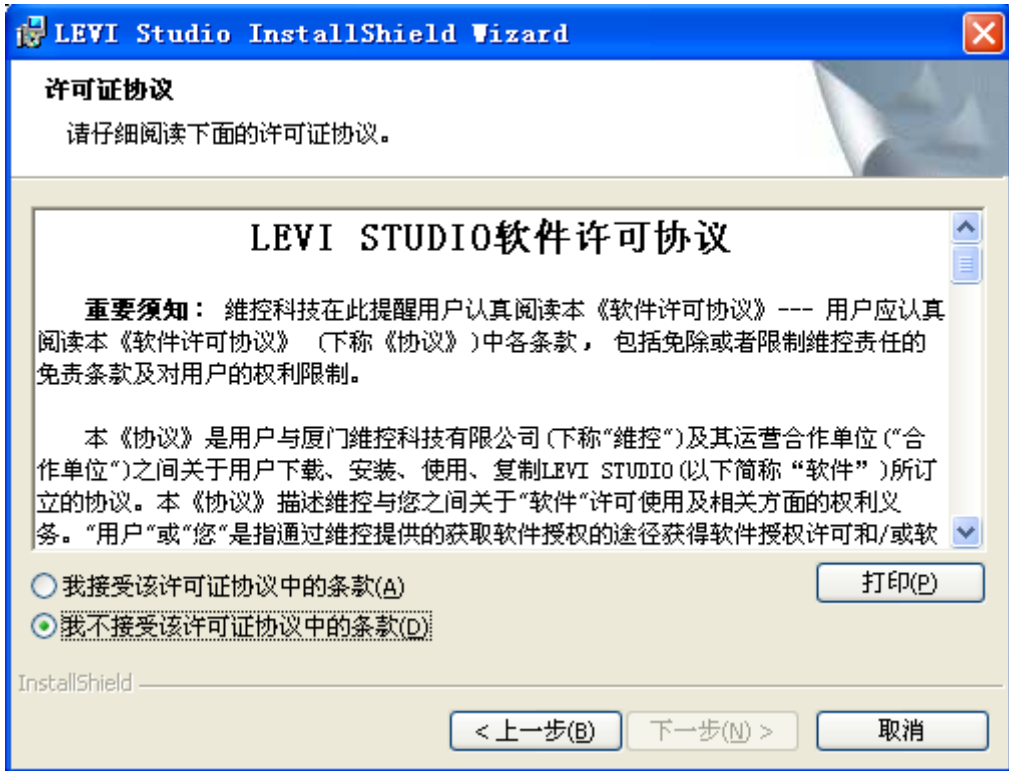 LEVI Studio InstallShield Wizard
许可证协议
请仔细阅读下面的许可证协议。
LEVI STUDIO软件许可协议
重要须知： 维控科技在此提醒用户认真阅读本《软件许可协议》--- 用户应认真
阅读本《软件许可协议》 （下称《协议》)中各条款， 包括免除或者限制维控责任的
免责条款及对用户的权利限制。
本《协议》是用户与厦门维控科技有限公司(下称"维控")及其运营合作单位("合
作单位")之间关于用户下载、安装、使用、复制LEVI STUDIO(以下简称“软件”)所订
立的协议。本《协议》描述维控与您之间关于"软件"许可使用及相关方面的权利义
务。"用户"或"您"是指通过维控提供的获取软件授权的途径获得软件授权许可和/或软
我接受该许可证协议中的条款(A)
打印(P)
我不接受该许可证协议中的条款(D)
InstallShield
<上一步(B)
下一步(N) >
取消